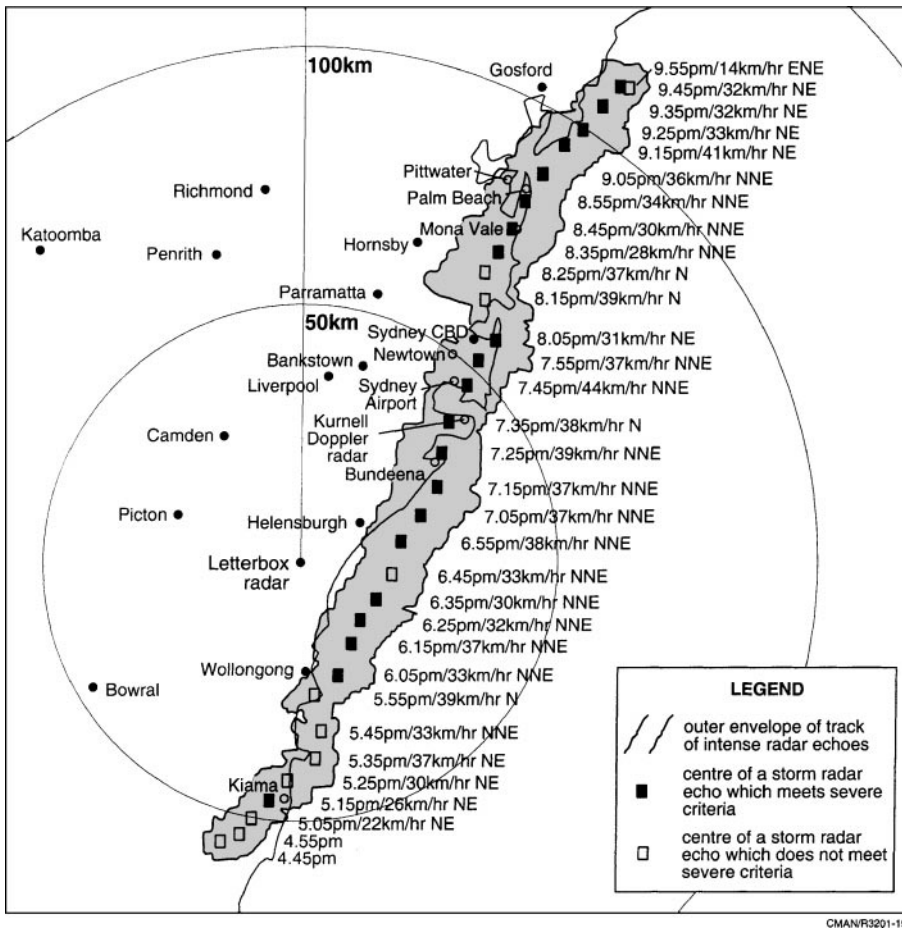 100km
Gosford
9.55pm/14km/hr ENE
9.45pm/32km/hr NE
9.35pm/32km/hr NE
9.25pm/33km/hr NE
9.15pm/41km/hr NE
Pittwater
9.05pm/36km/hr NNE
Richmond
Palm Beach
8.55pm/34km/hr NNE
Katoomba
Mona Vale
8.45pm/30km/hr NNE
Penrith
Hornsby
8.35pm/28km/hr NNE
8.25pm/37km/hr N
Parramatta
8.15pm/39km/hr N
50km
Sydney CBD
8.05pm/31km/hr NE
Newtown
Bankstown
7.55pm/37km/hr NNE
Liverpool
Sydney
Airport
7.45pm/44km/hr NNE
Kurnell
Doppler
radar
7.35pm/38km/hr N
Camden
7.25pm/39km/hr NNE
Bundeena
7.15pm/37km/hr NNE
Picton
Helensburgh
7.05pm/37km/hr NNE
6.55pm/38km/hr NNE
Letterbox
radar
6.45pm/33km/hr NNE
6.35pm/30km/hr NNE
6.25pm/32km/hr NNE
6.15pm/37km/hr NNE
Wollongong
6.05pm/33km/hr NNE
Bowral
5.55pm/39km/hr N
5.45pm/33km/hr NNE
5.35pm/37km/hr NE
Kiama
5.25pm/30km/hr NE
5.15pm/26km/hr NE
5.05pm/22km/hr NE
4.55pm
4.45pm
LEGEND
outer envelope of track
of intense radar echoes
centre of a storm radar
echo which meets severe
criteria
centre of a storm radar
echo which does not meet
severe criteria